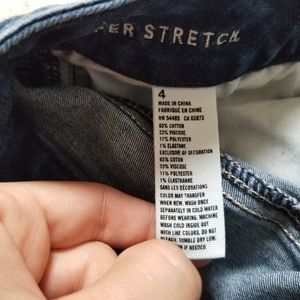 ER STRETCH
4
MADE IN CHINA
FABRIQUÉ EN CHINE
RN 54485 CA 03873
65% COTTON
23% VISCOSE
11% POLYESTER
1% ELASTANE
EXCLUSIVE OF DECORATION
65% COTON
23% VISCOSE
11% POLYESTER
1% ÉLASTHANNE
SANS LES DÉCORATIONS
COLOR MAY TRANSFER
WHEN NEW. WASH ONCE
SEPARATELY IN COLD WATER
BEFORE WEARING. MACHINE
WASH COLD INSIDE OUT
WITH LIKE COLORS. DO NOT
BLEACH. TUMBLE DRY LOW.
IF NEEDED.